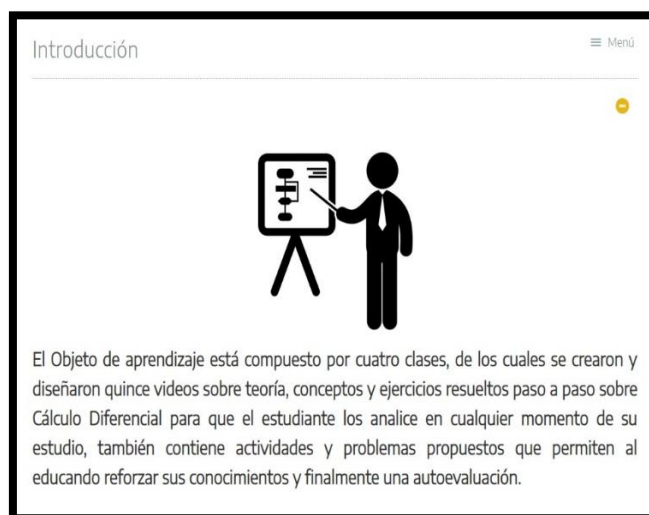 Introducción
Menú
El Objeto de aprendizaje está compuesto por cuatro clases, de los cuales se crearon y
diseñaron quince videos sobre teoría, conceptos y ejercicios resueltos paso a paso sobre
Cálculo Diferencial para que el estudiante los analice en cualquier momento de su
estudio, también contiene actividades y problemas propuestos que permiten al
educando reforzar sus conocimientos y finalmente una autoevaluación.